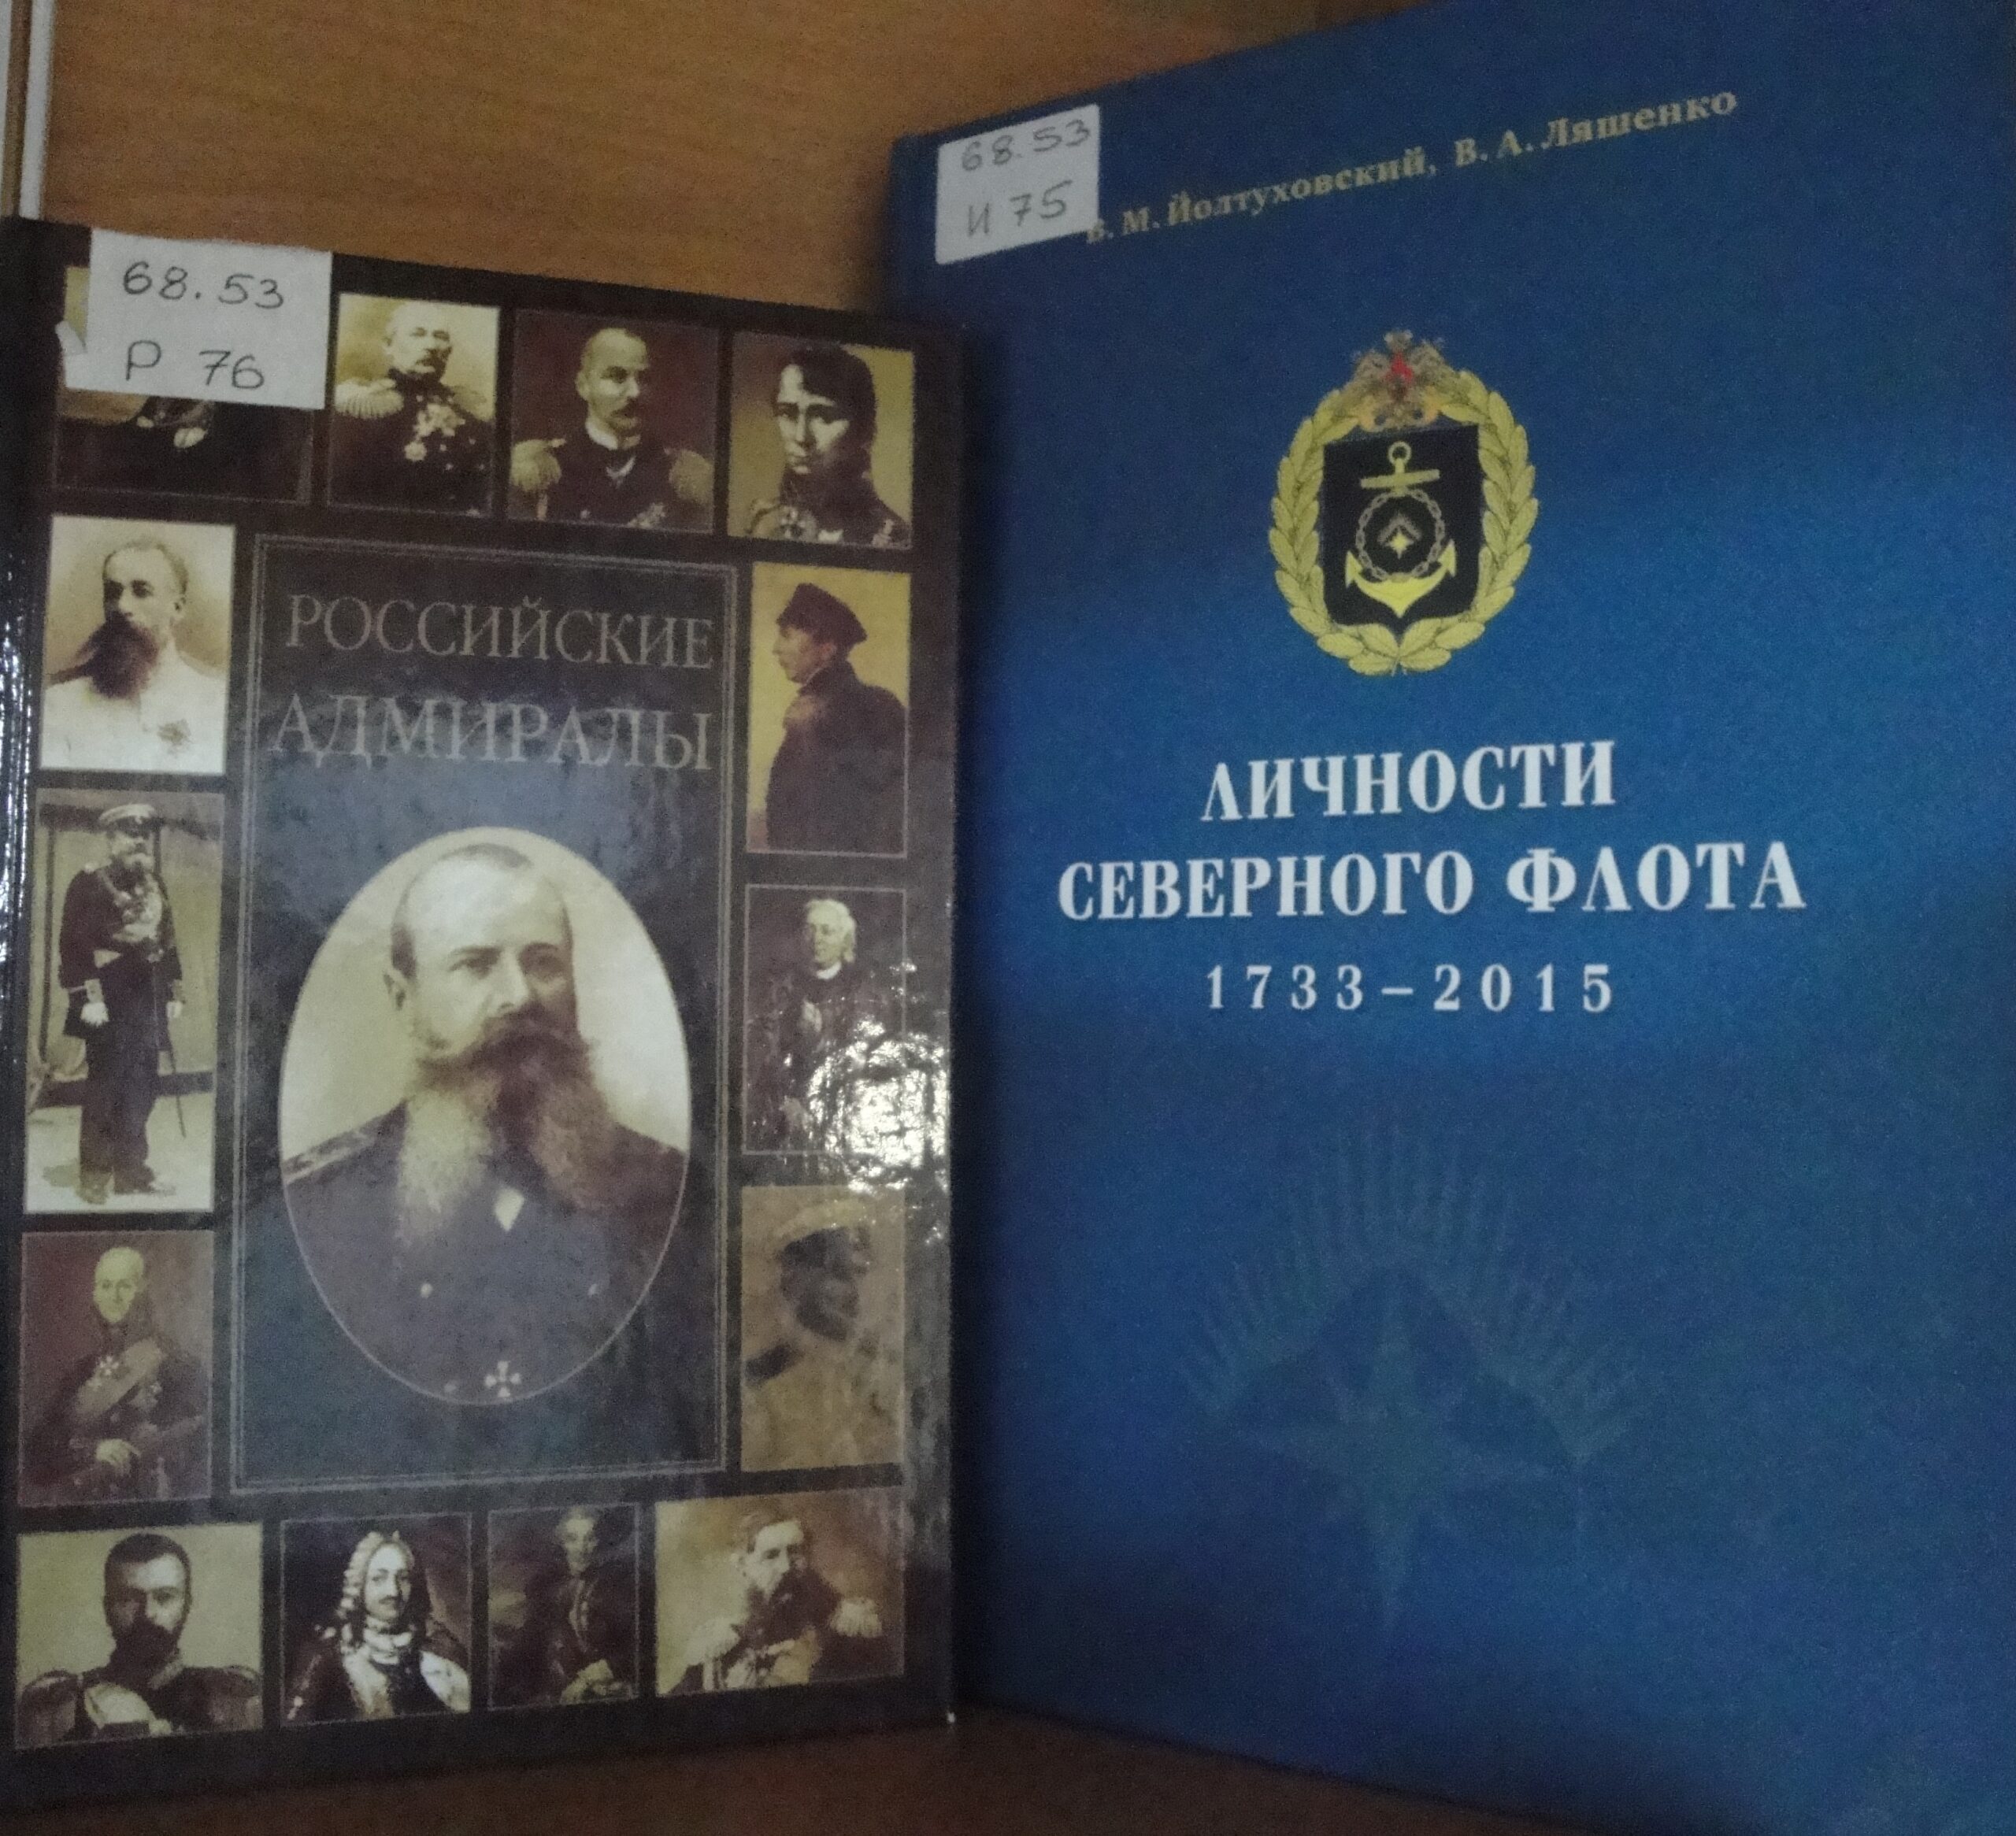 68.53
Р 76
РОССИЙСКИЕ
АДМИРАЛЫ
68.53
И 75
В. М. Йолтуховский, В. А. Ляшенко
ЛИЧНОСТИ
СЕВЕРНОГО ФЛОТА
1733–2015